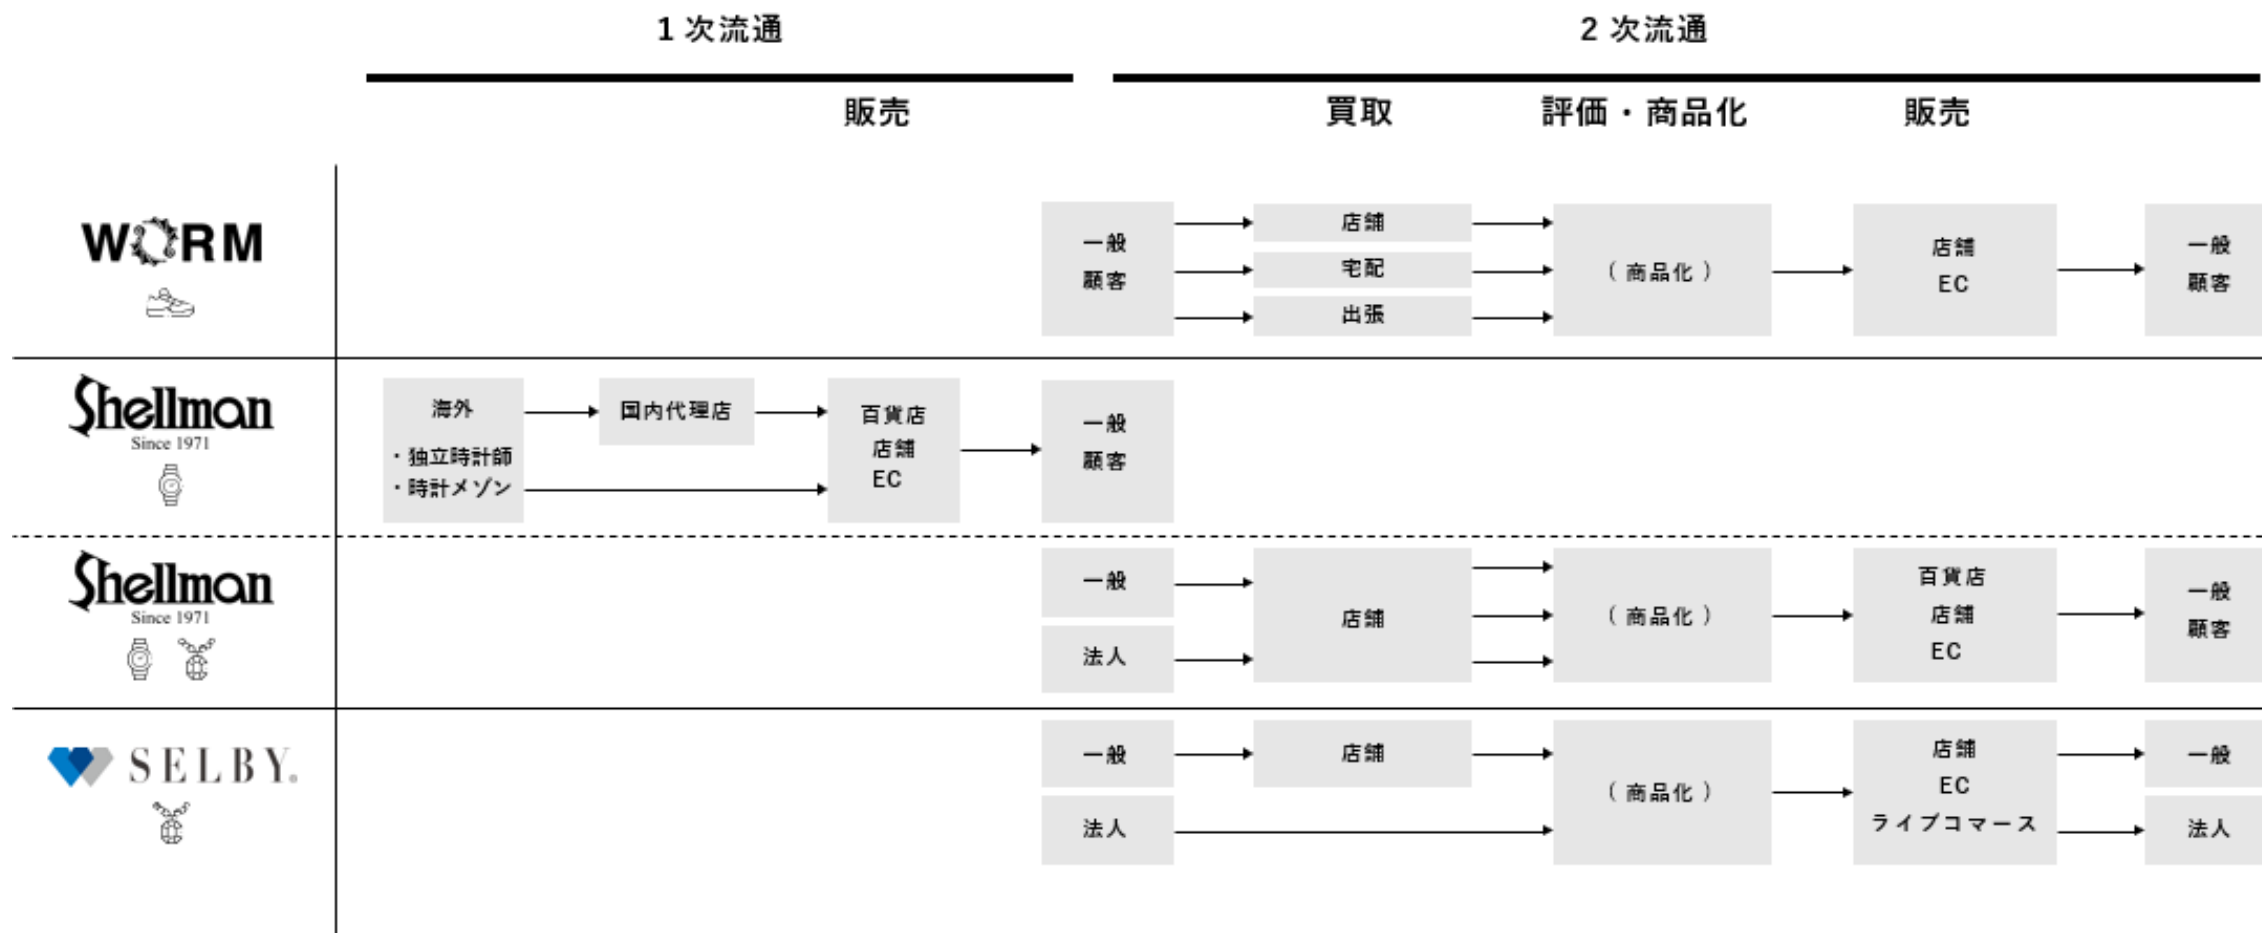 1 次流通
2 次流通
販売
買取
評価・商品化
販売
WORM
一般
顧客
店舗
宅配
出張
（ 商品化 ）
店舗
EC
一般
顧客
Shellman
Since 1971
海外
・独立時計師
・時計メゾン
国内代理店
百貨店
店舗
EC
一般
顧客
Shellman
Since 1971
一般
法人
店舗
（ 商品化 ）
百貨店
店舗
EC
一般
顧客
SELBY.
一般
法人
店舗
（ 商品化 ）
店舗
EC
ライブコマース
一般
法人